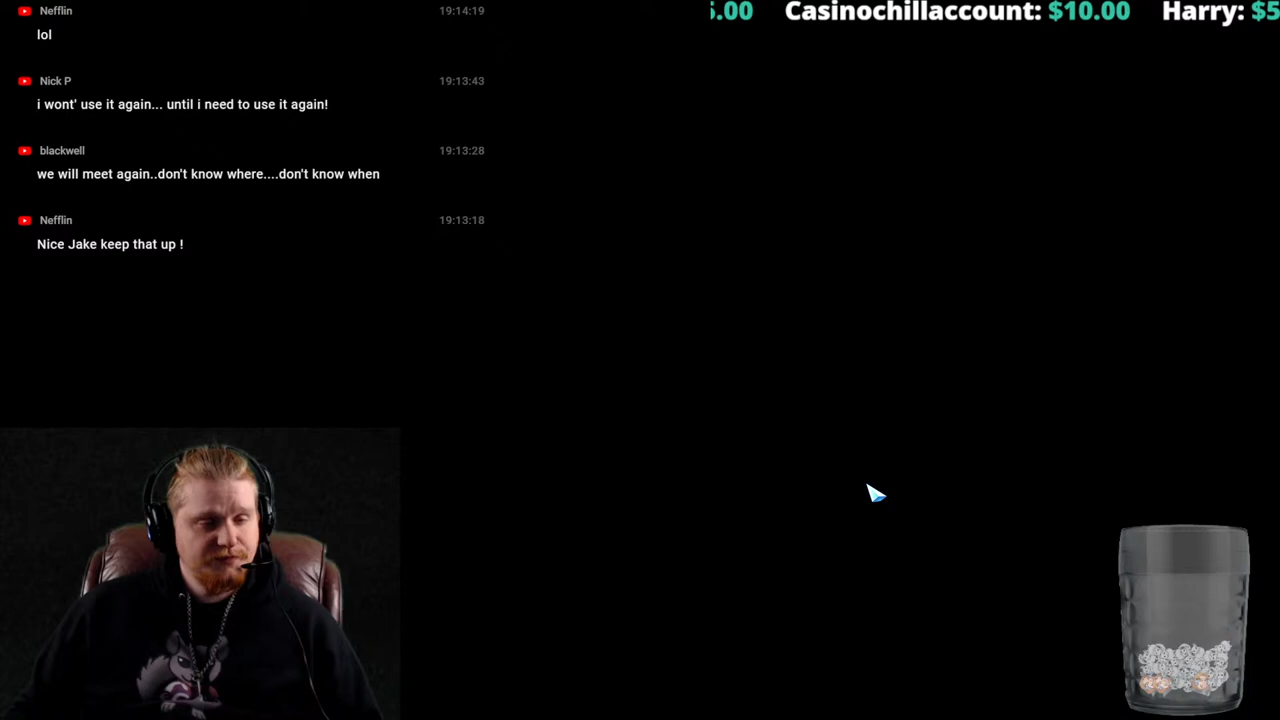 Nefflin 19:14:19
lol
Nick P 19:13:43
i wont' use it again... until i need to use it again!
blackwell 19:13:28
we will meet again..don't know where....don't know when
Nefflin 19:13:18
Nice Jake keep that up !
.00 Casinochillaccount: $10.00 Harry: $5